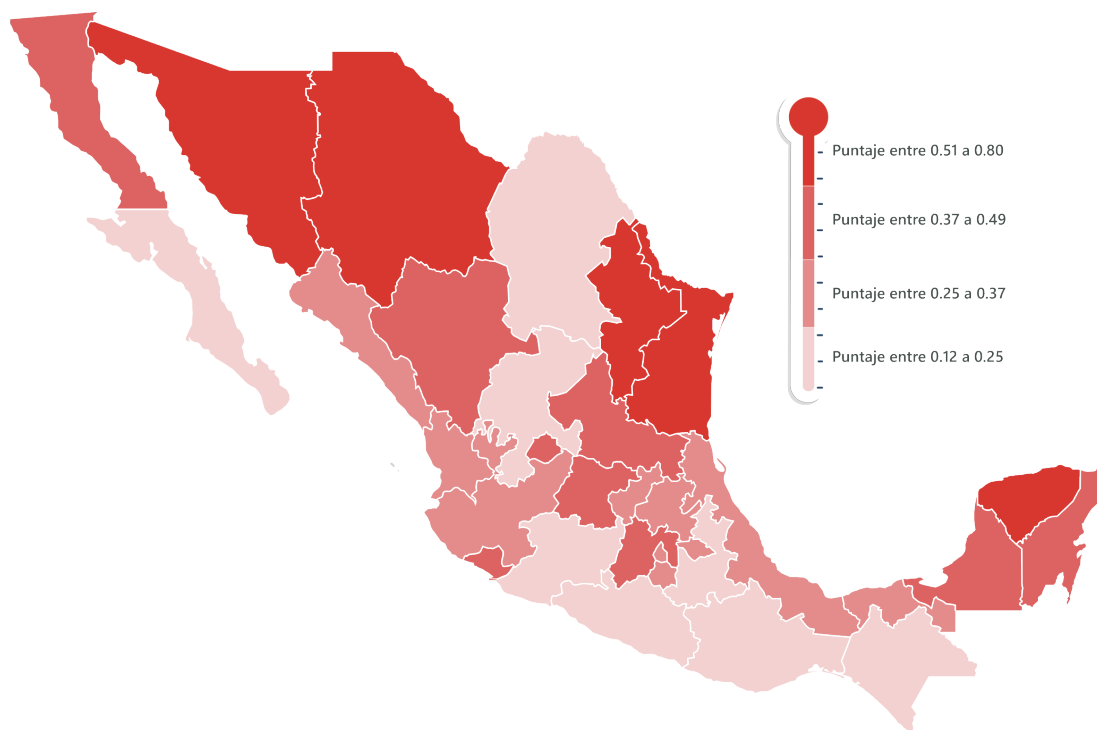 Puntaje entre 0.51 a 0.80
Puntaje entre 0.37 a 0.49
Puntaje entre 0.25 a 0.37
Puntaje entre 0.12 a 0.25